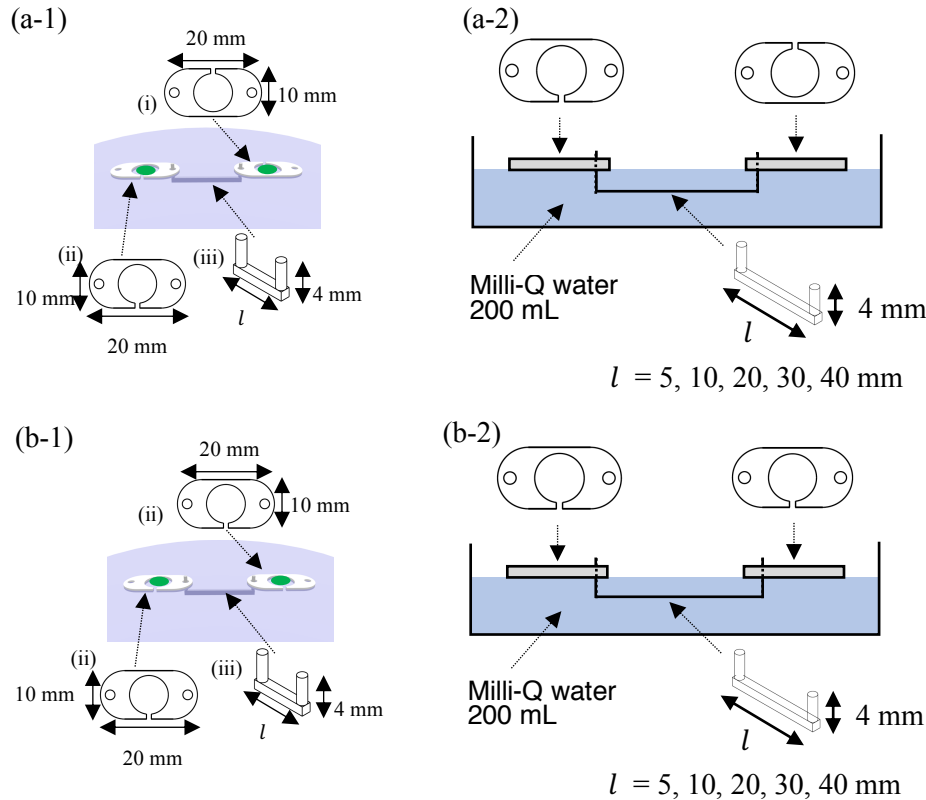 (a-1)
20 mm
10 mm
(i)
(ii)
10 mm
20 mm
(iii)
4 mm
l
(a-2)
Milli-Q water
200 mL
4 mm
l
l = 5, 10, 20, 30, 40 mm
(b-1)
20 mm
10 mm
(ii)
(ii)
10 mm
20 mm
(iii)
4 mm
l
(b-2)
Milli-Q water
200 mL
4 mm
l
l = 5, 10, 20, 30, 40 mm